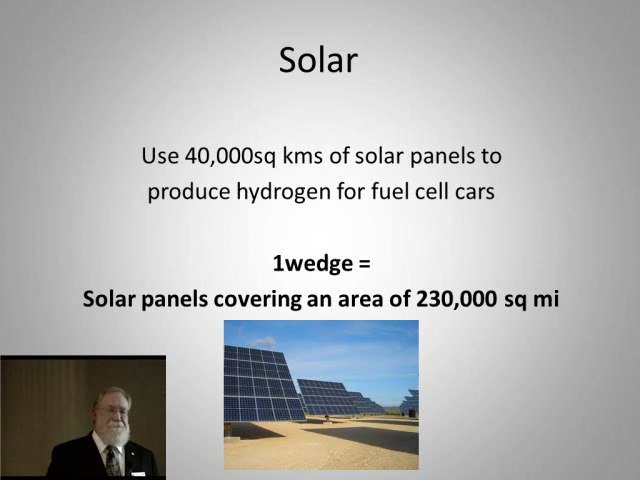 Solar
Use 40,000sq kms of solar panels to
produce hydrogen for fuel cell cars
1wedge =
Solar panels covering an area of 230,000 sq mi